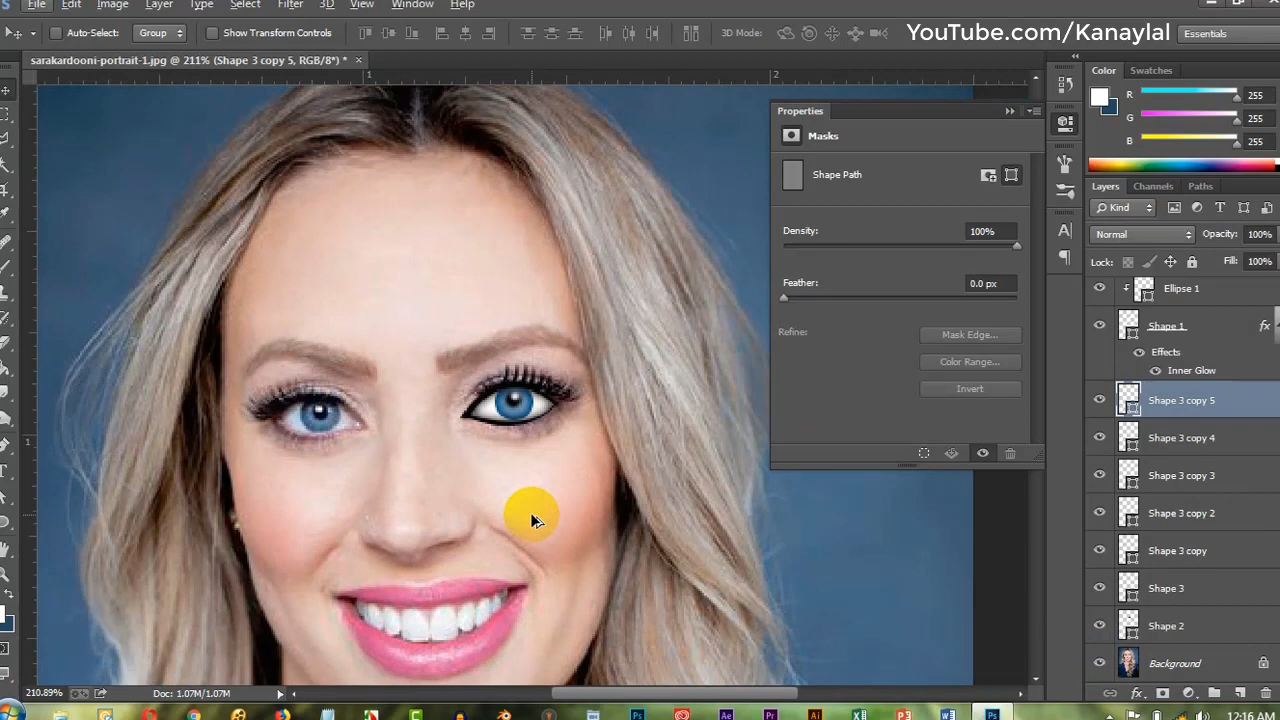 File Edit Image Layer Type Select Filter 3D View Window Help
Auto-Select: Group Show Transform Controls 3D Mode: YouTube.com/Kanaylal Essentials
sarakardooni-portrait-1.jpg @ 211% (Shape 3 copy 5, RGB/8*) * ×
1 2
1
Properties
Masks
Shape Path
Density: 100%
Feather: 0.0 px
Refine: Mask Edge...
Color Range...
Invert
Color Swatches
R 255
G 255
B 255
Layers Channels Paths
Kind
Normal Opacity: 100%
Lock: Fill: 100%
Ellipse 1
Shape 1 fx
Effects
Inner Glow
Shape 3 copy 5
Shape 3 copy 4
Shape 3 copy 3
Shape 3 copy 2
Shape 3 copy
Shape 3
Shape 2
Background
210.89% Doc: 1.07M/1.07M
12:16 AM